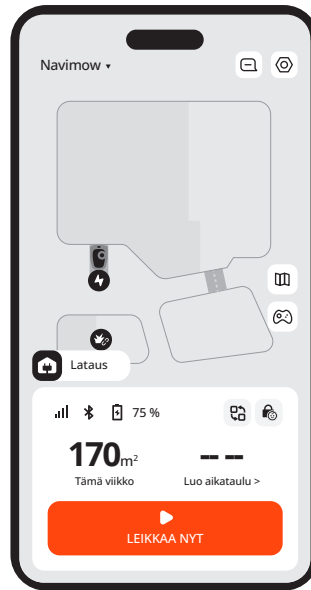 Navimow ▾
Lataus
75 %
170m²
-- --
Tämä viikko
Luo aikataulu >
LEIKKAA NYT